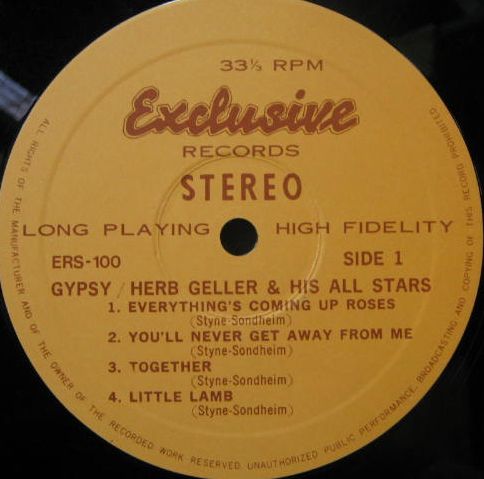 33⅓ RPM
Exclusive
RECORDS
STEREO
LONG PLAYING HIGH FIDELITY
ERS-100 SIDE 1
GYPSY / HERB GELLER & HIS ALL STARS
1. EVERYTHING'S COMING UP ROSES
(Styne-Sondheim)
2. YOU'LL NEVER GET AWAY FROM ME
(Styne-Sondheim)
3. TOGETHER
(Styne-Sondheim)
4. LITTLE LAMB
(Styne-Sondheim)
ALL RIGHTS OF THE MANUFACTURER AND OF THE OWNER OF THE RECORDED WORK RESERVED. UNAUTHORIZED PUBLIC PERFORMANCE, BROADCASTING AND COPYING OF THIS RECORD PROHIBITED.